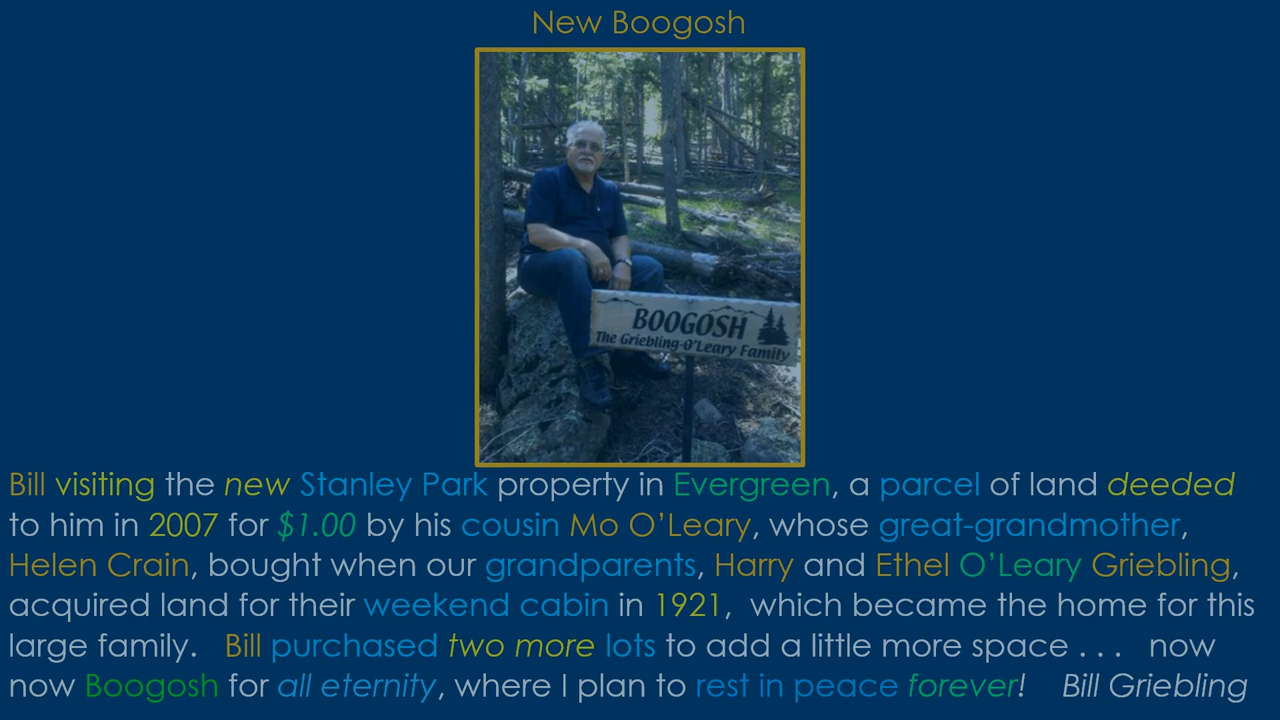 New Boogosh
BOOGOSH
The Griebling-O'Leary Family
Bill visiting the new Stanley Park property in Evergreen, a parcel of land deeded
to him in 2007 for $1.00 by his cousin Mo O’Leary, whose great-grandmother,
Helen Crain, bought when our grandparents, Harry and Ethel O’Leary Griebling,
acquired land for their weekend cabin in 1921,  which became the home for this
large family.   Bill purchased two more lots to add a little more space . . .   now
now Boogosh for all eternity, where I plan to rest in peace forever!    Bill Griebling